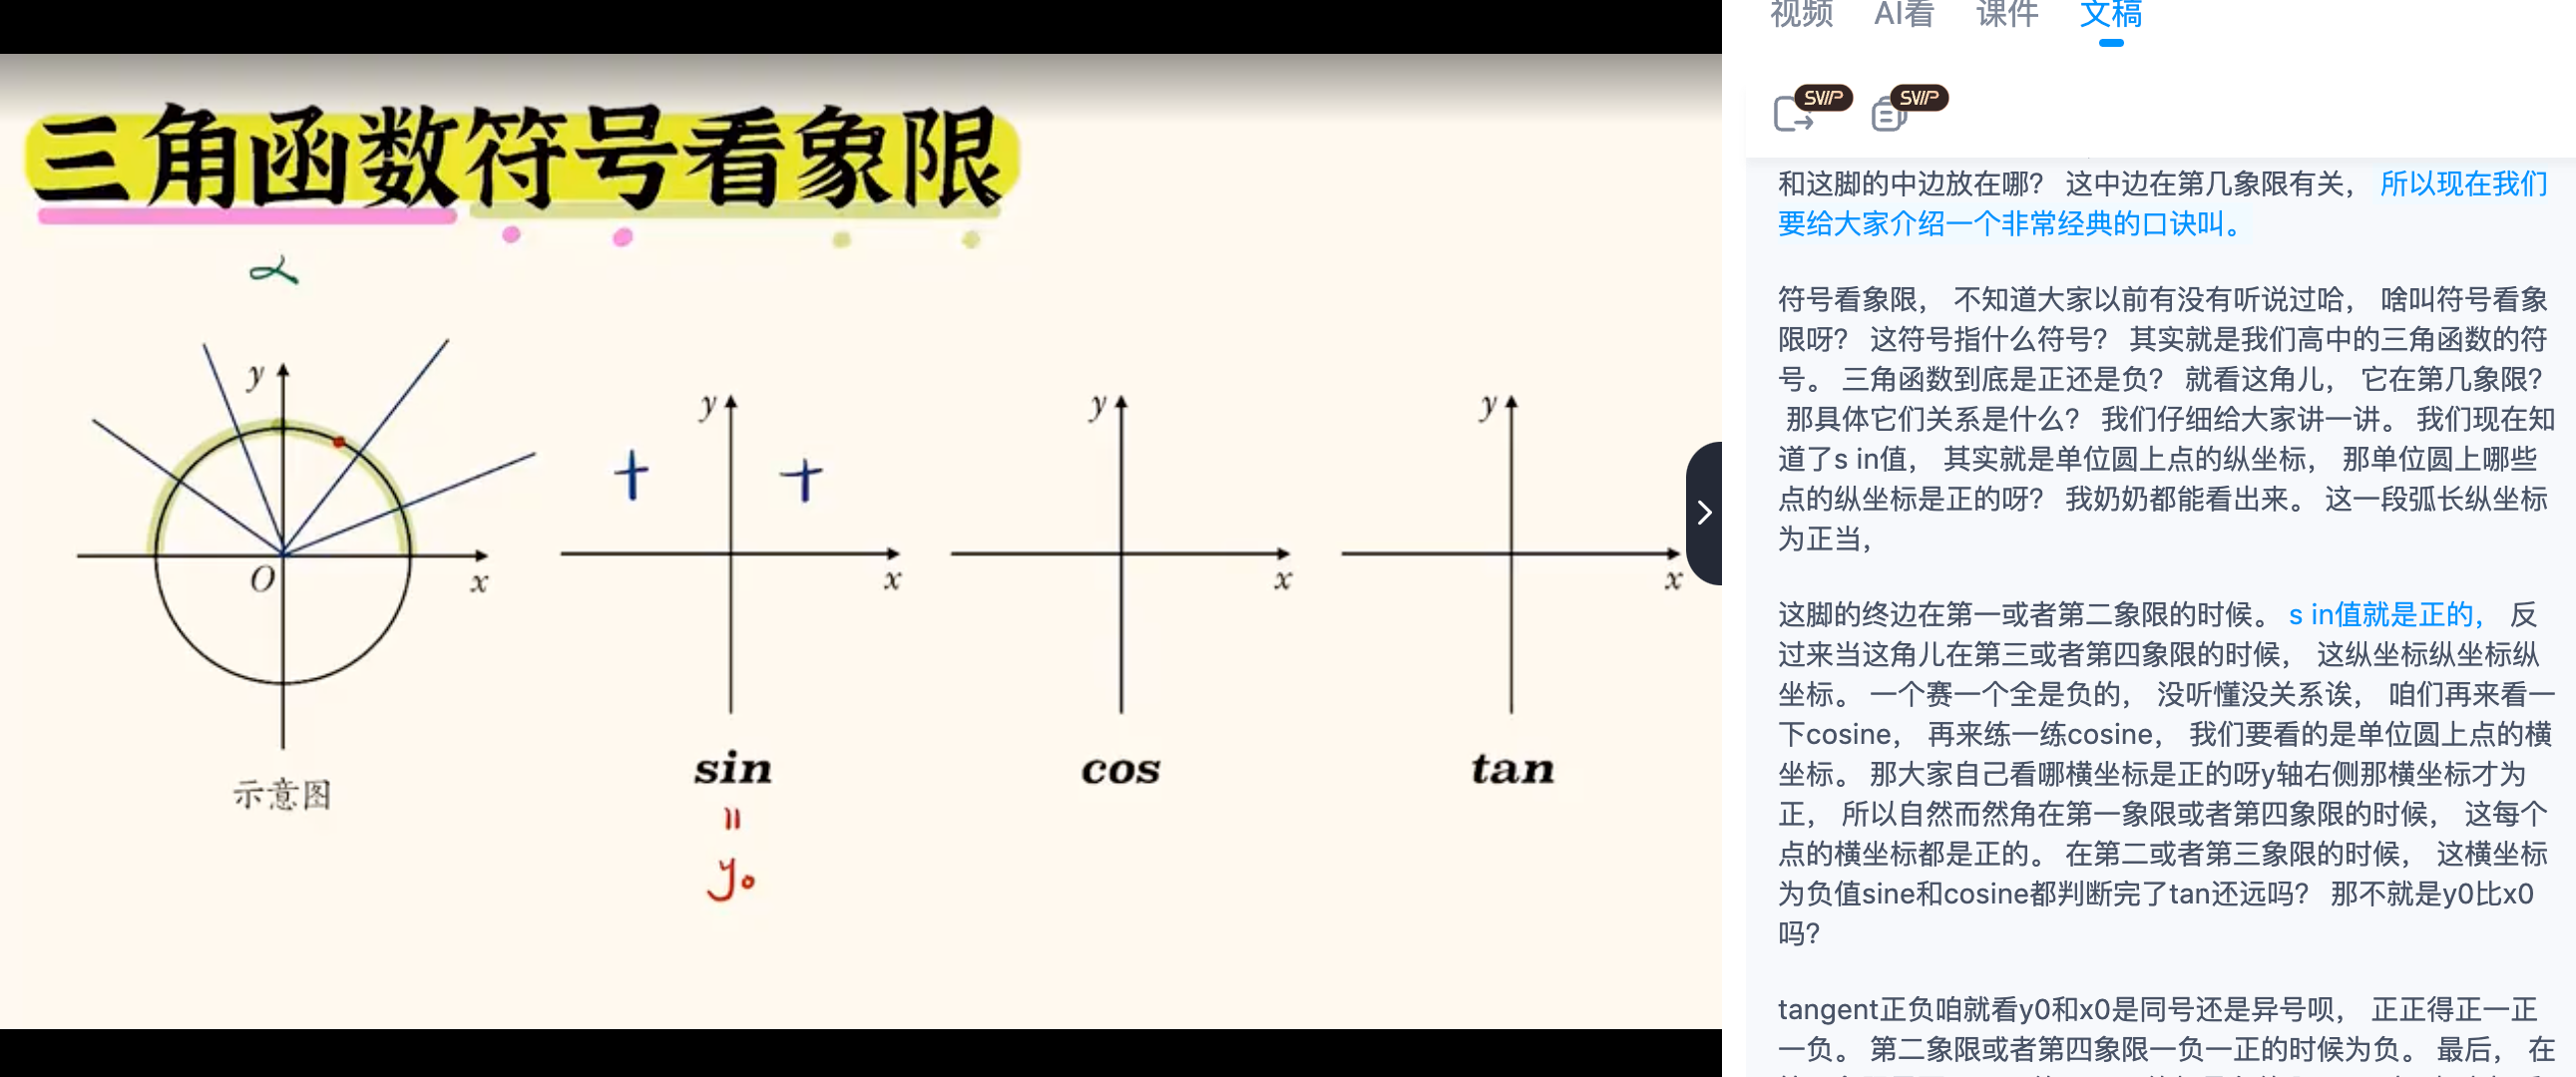 三角函数符号看象限
α
y
O
x
示意图
+
+
y
x
sin
=
y₀
y
x
cos
y
x
tan
视频 AI看 课件 文稿
SVIP SVIP
和这脚的中边放在哪? 这中边在第几象限有关, 所以现在我们
要给大家介绍一个非常经典的口诀叫。
符号看象限, 不知道大家以前有没有听说过哈, 啥叫符号看象
限呀? 这符号指什么符号? 其实就是我们高中的三角函数的符
号。 三角函数到底是正还是负? 就看这角儿, 它在第几象限?
那具体它们关系是什么? 我们仔细给大家讲一讲。 我们现在知
道了s in值, 其实就是单位圆上点的纵坐标, 那单位圆上哪些
点的纵坐标是正的呀? 我奶奶都能看出来。 这一段弧长纵坐标
为正当,
这脚的终边在第一或者第二象限的时候。 s in值就是正的, 反
过来当这角儿在第三或者第四象限的时候, 这纵坐标纵坐标纵
坐标。 一个赛一个全是负的, 没听懂没关系诶, 咱们再来看一
下cosine, 再来练一练cosine, 我们要看的是单位圆上点的横
坐标。 那大家自己看哪横坐标是正的呀y轴右侧那横坐标才为
正, 所以自然而然角在第一象限或者第四象限的时候, 这每个
点的横坐标都是正的。 在第二或者第三象限的时候, 这横坐标
为负值sine和cosine都判断完了tan还远吗? 那不就是y0比x0
吗?
tangent正负咱就看y0和x0是同号还是异号呗, 正正得正一正
一负。 第二象限或者第四象限一负一正的时候为负。 最后, 在